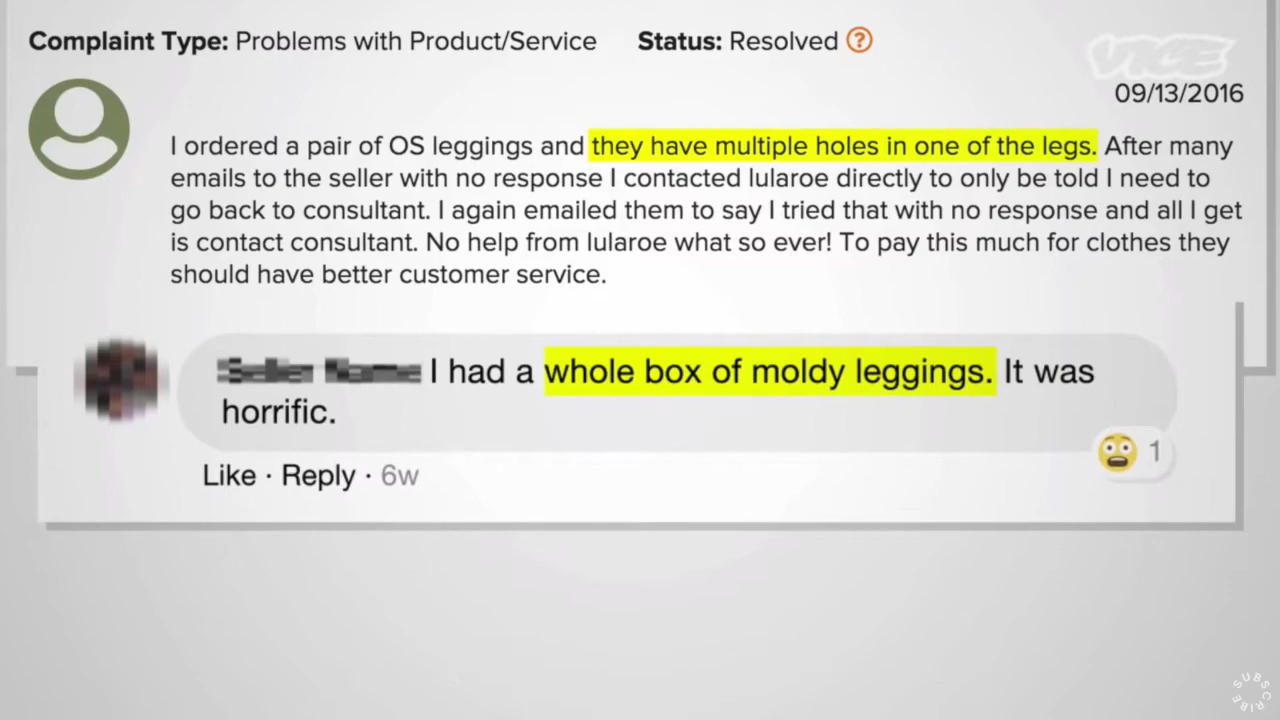 Complaint Type: Problems with Product/Service Status: Resolved ?
VICE
09/13/2016
I ordered a pair of OS leggings and they have multiple holes in one of the legs. After many
emails to the seller with no response I contacted lularoe directly to only be told I need to
go back to consultant. I again emailed them to say I tried that with no response and all I get
is contact consultant. No help from lularoe what so ever! To pay this much for clothes they
should have better customer service.
I had a whole box of moldy leggings. It was
horrific.
1
Like · Reply · 6w
SUBSCRIBE